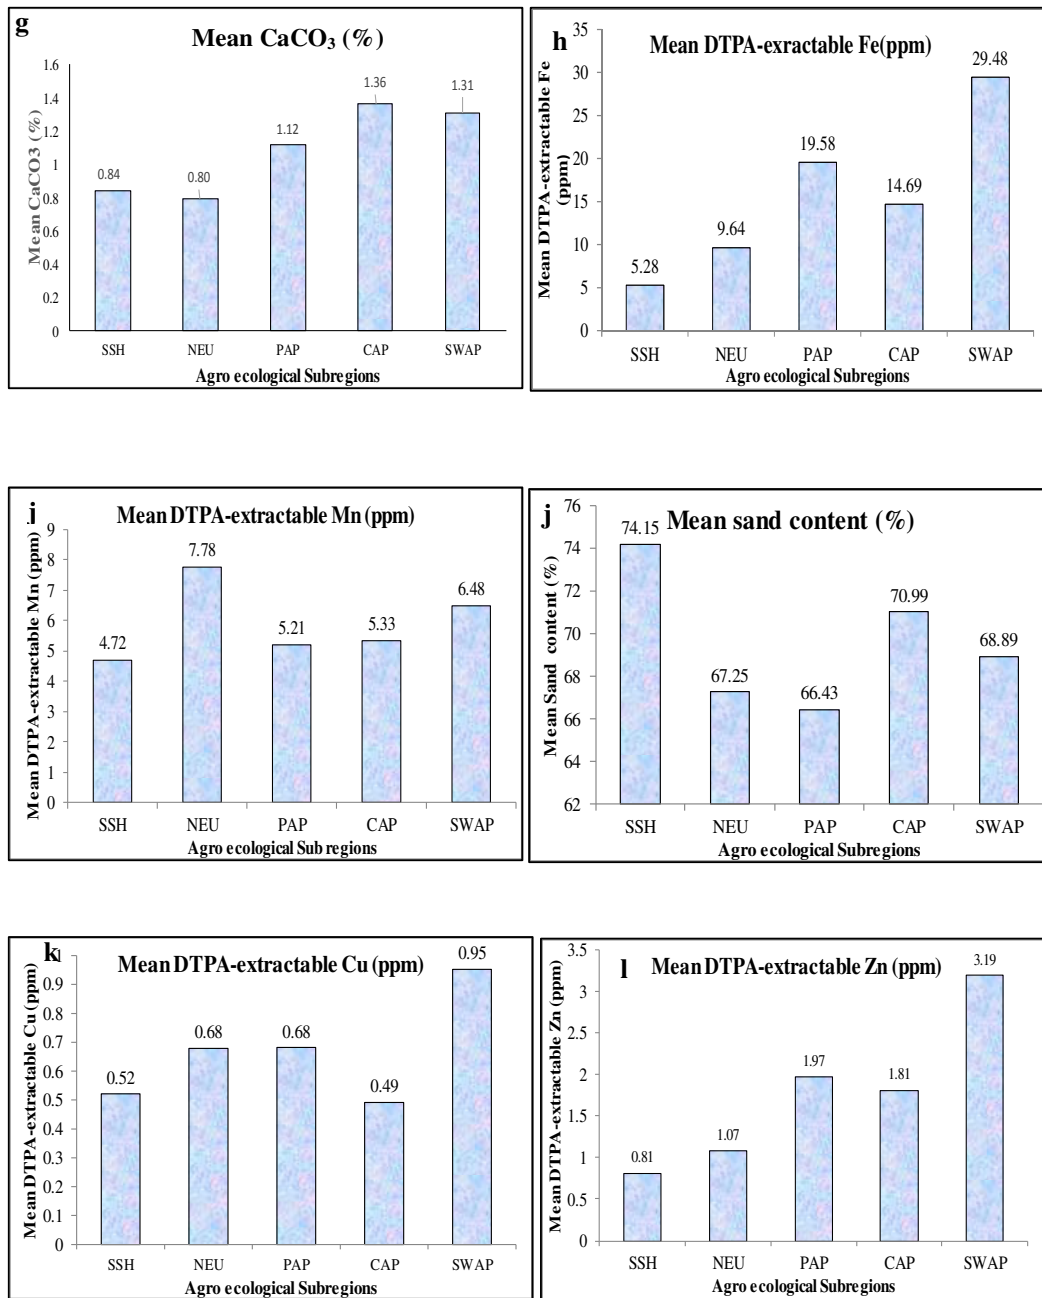 g
Mean CaCO₃ (%)
Mean CaCO3 (%)
1.6
1.4
1.2
1
0.8
0.6
0.4
0.2
0
0.84
0.80
1.12
1.36
1.31
SSH NEU PAP CAP SWAP
Agro ecological Subregions
h
Mean DTPA-exractable Fe(ppm)
Mean DTPA-extractable Fe
(ppm)
35
30
25
20
15
10
5
0
5.28
9.64
19.58
14.69
29.48
SSH NEU PAP CAP SWAP
Agro ecological Subregions
i
Mean DTPA-extractable Mn (ppm)
Mean DTPA-extractable Mn (ppm)
9
8
7
6
5
4
3
2
1
0
4.72
7.78
5.21
5.33
6.48
SSH NEU PAP CAP SWAP
Agro ecological Subregions
j
Mean sand content (%)
Mean Sand content (%)
76
74
72
70
68
66
64
62
74.15
67.25
66.43
70.99
68.89
SSH NEU PAP CAP SWAP
Agro ecological Subregions
k
Mean DTPA-extractable Cu (ppm)
Mean DTPA-extractable Cu (ppm)
1
0.9
0.8
0.7
0.6
0.5
0.4
0.3
0.2
0.1
0
0.52
0.68
0.68
0.49
0.95
SSH NEU PAP CAP SWAP
Agro ecological Subregions
l
Mean DTPA-extractable Zn (ppm)
Mean DTPA-extractable Zn (ppm)
3.5
3
2.5
2
1.5
1
0.5
0
0.81
1.07
1.97
1.81
3.19
SSH NEU PAP CAP SWAP
Agro ecological Subregions